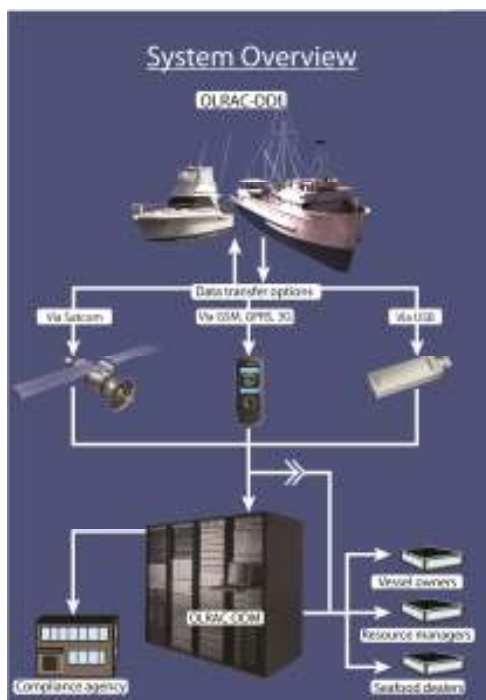 System Overview
OLRAC-DDL
Data transfer options
Via Satcom
Via GSM, GPRS, 3G
Via USB
OLRAC-DDM
Vessel owners
Resource managers
Seafood dealers
Compliance agency